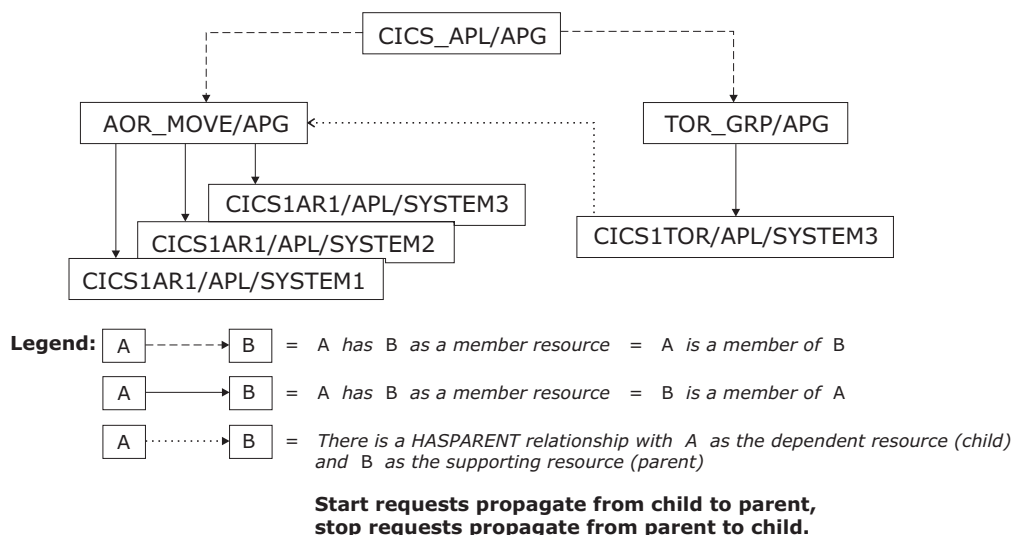 CICS_APL/APG
AOR_MOVE/APG
TOR_GRP/APG
CICS1AR1/APL/SYSTEM3
CICS1AR1/APL/SYSTEM2
CICS1AR1/APL/SYSTEM1
CICS1TOR/APL/SYSTEM3
Legend: A B = A has B as a member resource = A is a member of B
A B = A has B as a member resource = B is a member of A
A B = There is a HASPARENT relationship with A as the dependent resource (child)
and B as the supporting resource (parent)
Start requests propagate from child to parent,
stop requests propagate from parent to child.